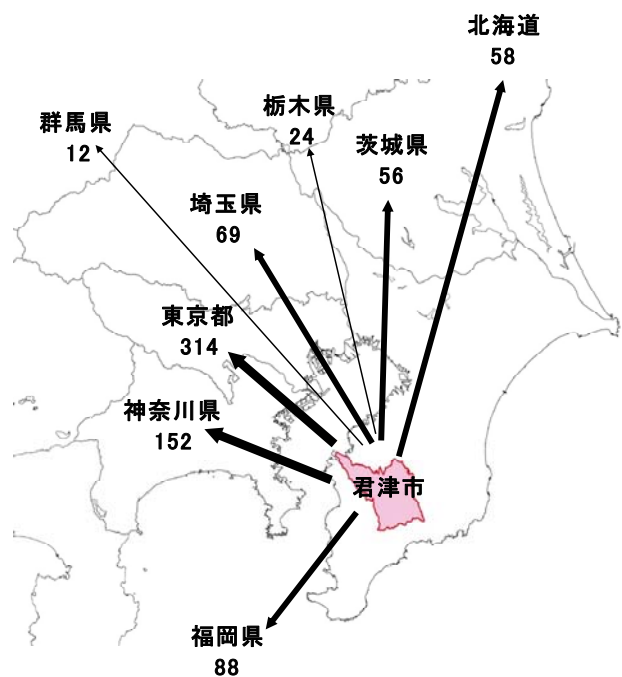 北海道
58
栃木県
24
群馬県
12
茨城県
56
埼玉県
69
東京都
314
神奈川県
152
君津市
福岡県
88